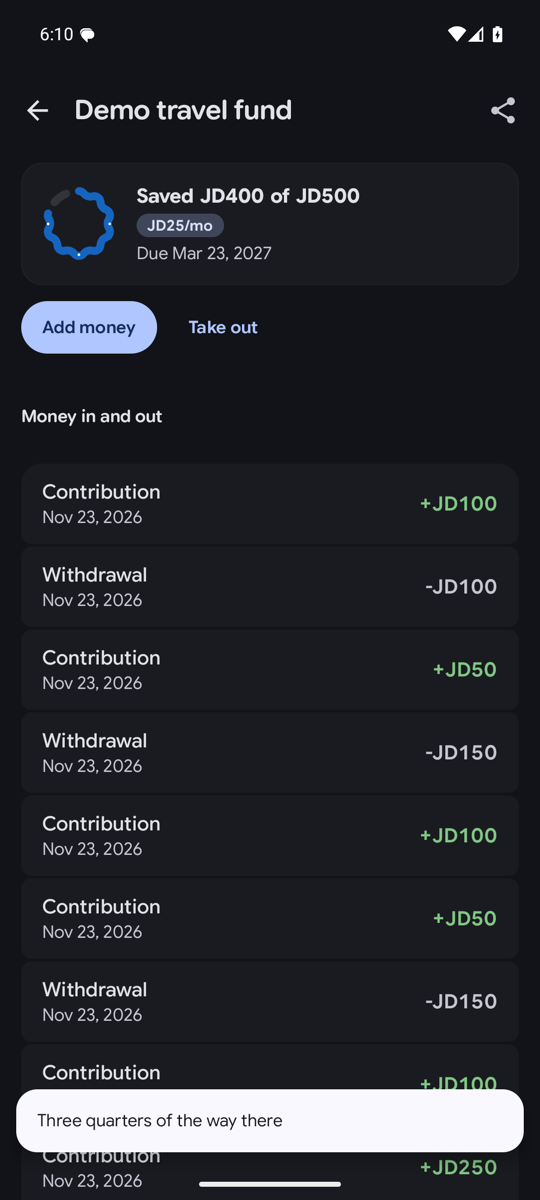 6:10
Demo travel fund
Saved JD400 of JD500
JD25/mo
Due Mar 23, 2027
Add money
Take out
Money in and out
Contribution
+JD100
Nov 23, 2026
Withdrawal
-JD100
Nov 23, 2026
Contribution
+JD50
Nov 23, 2026
Withdrawal
-JD150
Nov 23, 2026
Contribution
+JD100
Nov 23, 2026
Contribution
+JD50
Nov 23, 2026
Withdrawal
-JD150
Nov 23, 2026
Contribution
+JD100
Three quarters of the way there
Contribution
+JD250
Nov 23, 2026